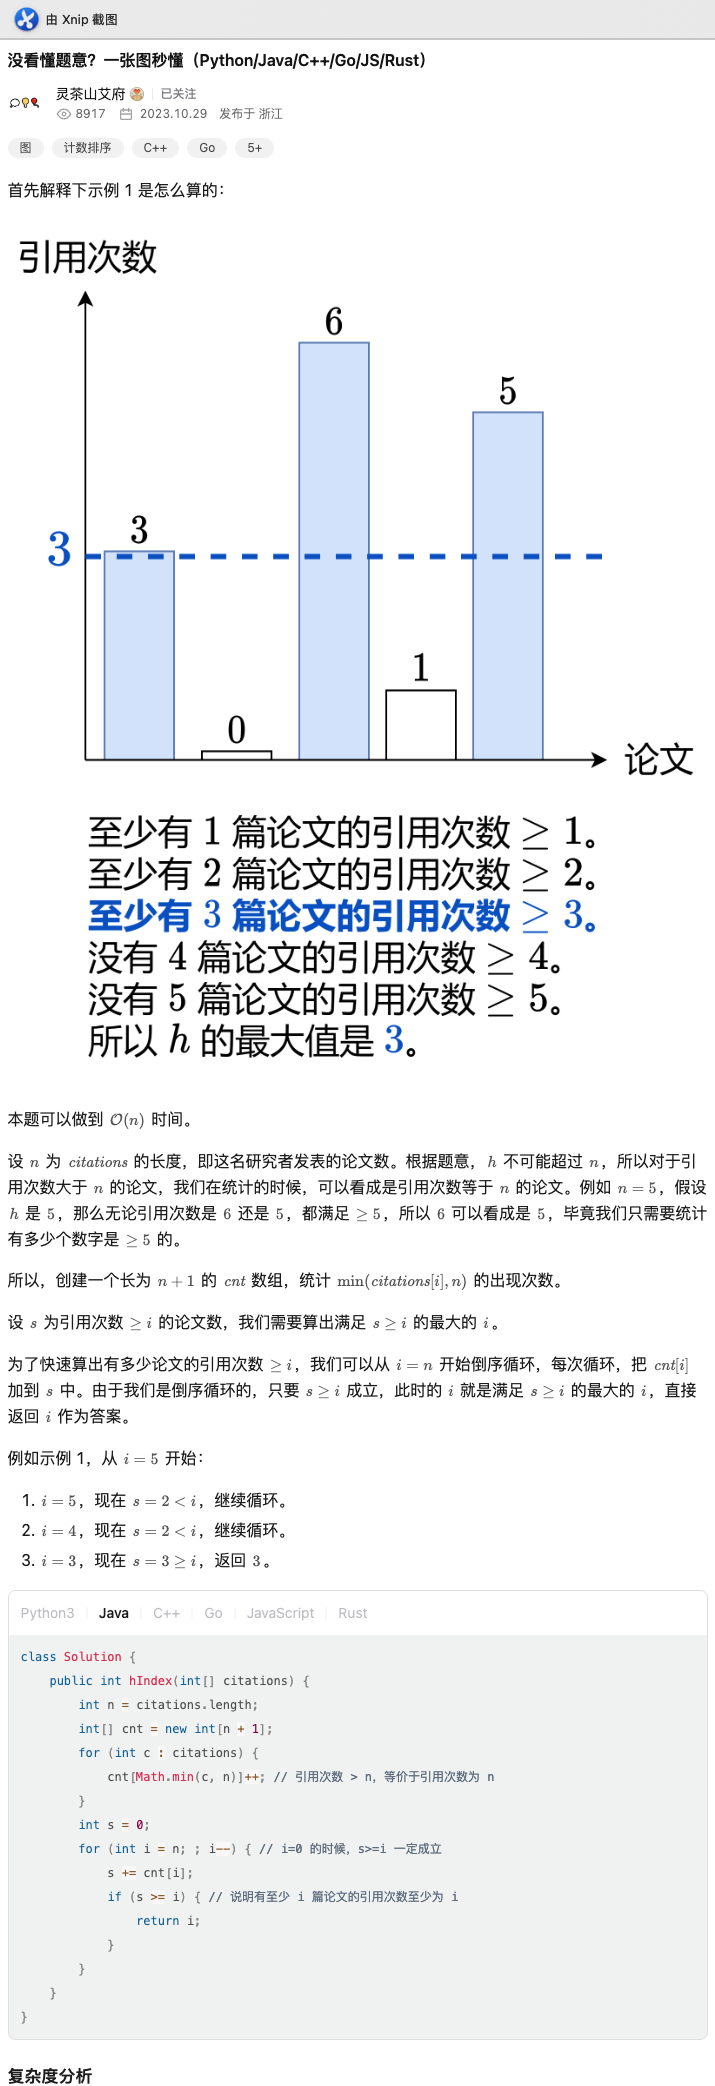 由 Xnip 截图
没看懂题意？一张图秒懂（Python/Java/C++/Go/JS/Rust）
灵茶山艾府 已关注
8917 2023.10.29 发布于 浙江
图 计数排序 C++ Go 5+
首先解释下示例 1 是怎么算的：
引用次数
6
5
3
3
1
0
论文
至少有 1 篇论文的引用次数 ≥ 1。
至少有 2 篇论文的引用次数 ≥ 2。
至少有 3 篇论文的引用次数 ≥ 3。
没有 4 篇论文的引用次数 ≥ 4。
没有 5 篇论文的引用次数 ≥ 5。
所以 h 的最大值是 3。
本题可以做到 O(n) 时间。
设 n 为 citations 的长度，即这名研究者发表的论文数。根据题意，h 不可能超过 n，所以对于引
用次数大于 n 的论文，我们在统计的时候，可以看成是引用次数等于 n 的论文。例如 n = 5，假设
h 是 5，那么无论引用次数是 6 还是 5，都满足 ≥ 5，所以 6 可以看成是 5，毕竟我们只需要统计
有多少个数字是 ≥ 5 的。
所以，创建一个长为 n + 1 的 cnt 数组，统计 min(citations[i], n) 的出现次数。
设 s 为引用次数 ≥ i 的论文数，我们需要算出满足 s ≥ i 的最大的 i。
为了快速算出有多少论文的引用次数 ≥ i，我们可以从 i = n 开始倒序循环，每次循环，把 cnt[i]
加到 s 中。由于我们是倒序循环的，只要 s ≥ i 成立，此时的 i 就是满足 s ≥ i 的最大的 i，直接
返回 i 作为答案。
例如示例 1，从 i = 5 开始：
1. i = 5，现在 s = 2 < i，继续循环。
2. i = 4，现在 s = 2 < i，继续循环。
3. i = 3，现在 s = 3 ≥ i，返回 3。
Python3 Java C++ Go JavaScript Rust
class Solution {
    public int hIndex(int[] citations) {
        int n = citations.length;
        int[] cnt = new int[n + 1];
        for (int c : citations) {
            cnt[Math.min(c, n)]++; // 引用次数 > n，等价于引用次数为 n
        }
        int s = 0;
        for (int i = n; ; i--) { // i=0 的时候，s>=i 一定成立
            s += cnt[i];
            if (s >= i) { // 说明有至少 i 篇论文的引用次数至少为 i
                return i;
            }
        }
    }
}
复杂度分析